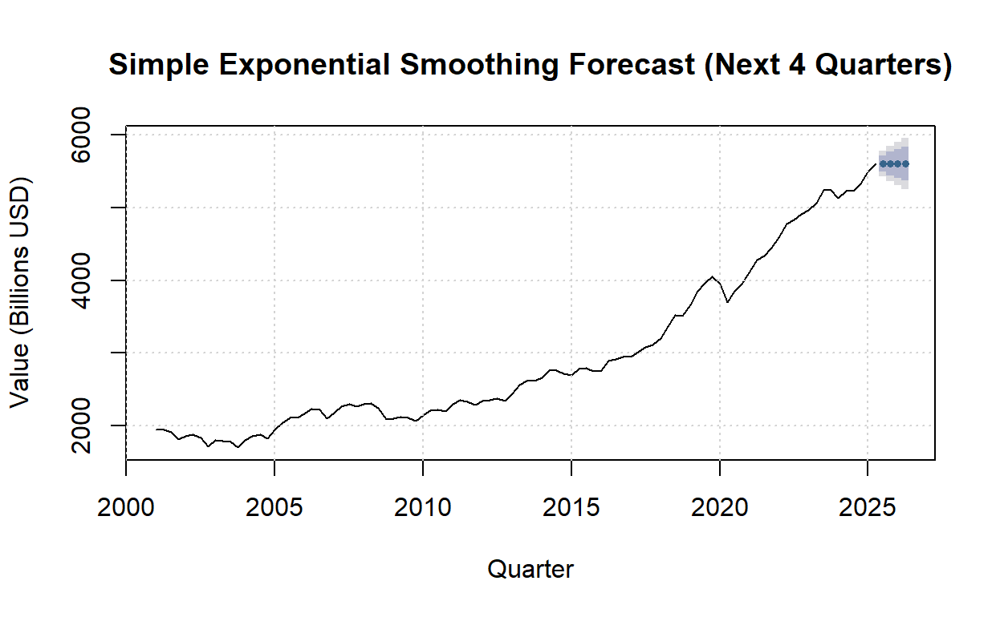 Simple Exponential Smoothing Forecast (Next 4 Quarters)
Value (Billions USD)
6000
4000
2000
2000 2005 2010 2015 2020 2025
Quarter